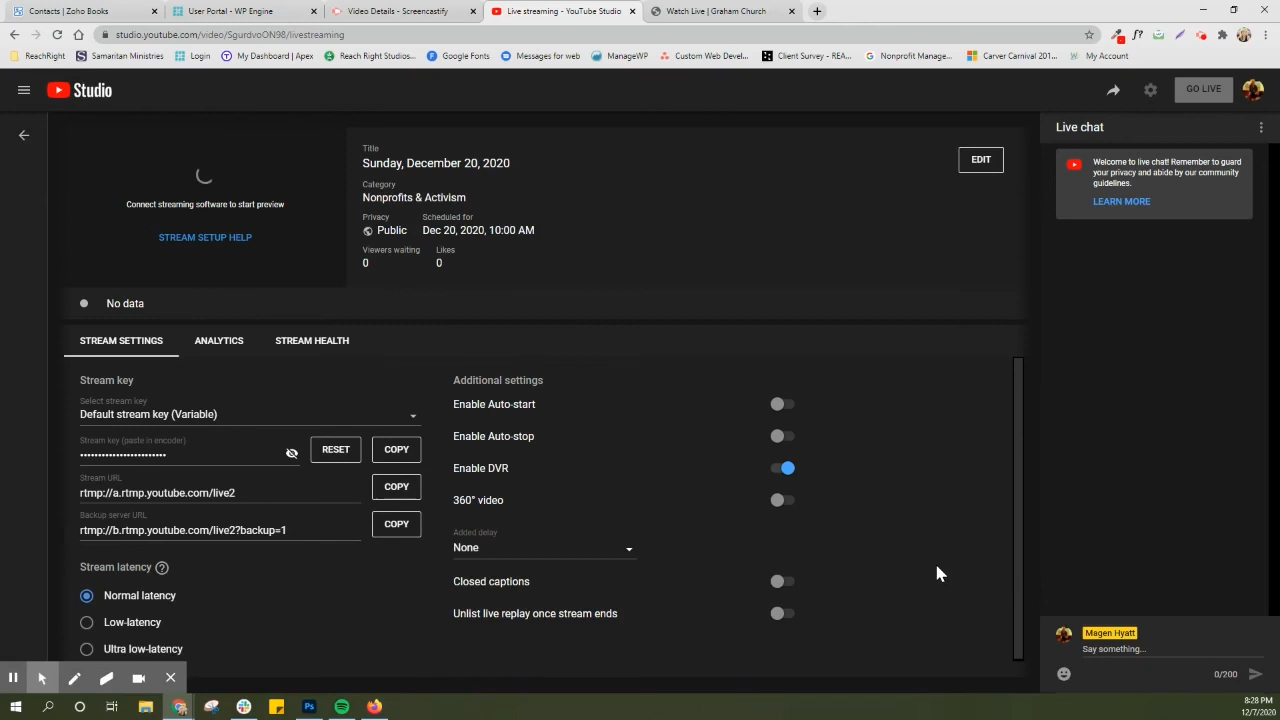 Contacts | Zoho Books
User Portal - WP Engine
Video Details - Screencastify
Live streaming - YouTube Studio
Watch Live | Graham Church
studio.youtube.com/video/SgurdvoON98/livestreaming
ReachRight
Samaritan Ministries
Login
My Dashboard | Apex
Reach Right Studios...
Google Fonts
Messages for web
ManageWP
Custom Web Devel...
Client Survey - REA...
Nonprofit Manage...
Carver Carnival 201...
My Account
Studio
GO LIVE
Title
Sunday, December 20, 2020
EDIT
Category
Nonprofits & Activism
Privacy
Scheduled for
Public
Dec 20, 2020, 10:00 AM
Viewers waiting
Likes
0
0
Connect streaming software to start preview
STREAM SETUP HELP
No data
STREAM SETTINGS
ANALYTICS
STREAM HEALTH
Stream key
Select stream key
Default stream key (Variable)
Stream key (paste in encoder)
••••••••••••••••••••••••
RESET
COPY
Stream URL
rtmp://a.rtmp.youtube.com/live2
COPY
Backup server URL
rtmp://b.rtmp.youtube.com/live2?backup=1
COPY
Stream latency
Normal latency
Low-latency
Ultra low-latency
Additional settings
Enable Auto-start
Enable Auto-stop
Enable DVR
360° video
Added delay
None
Closed captions
Unlist live replay once stream ends
Live chat
Welcome to live chat! Remember to guard
your privacy and abide by our community
guidelines.
LEARN MORE
Magen Hyatt
Say something...
0/200
8:28 PM
12/7/2020